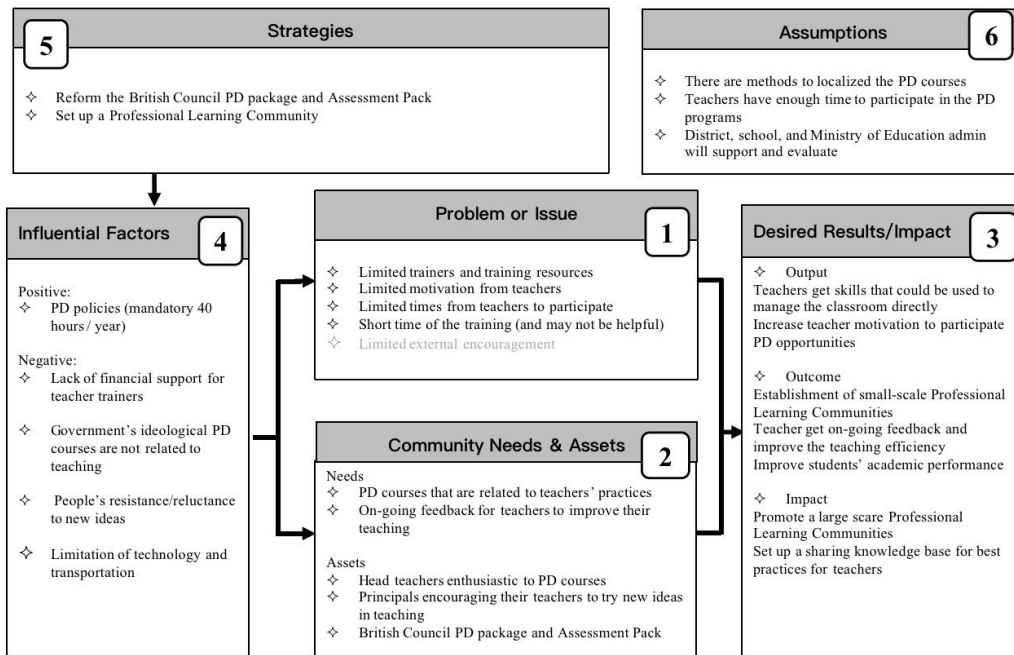 5
Strategies
✧ Reform the British Council PD package and Assessment Pack
✧ Set up a Professional Learning Community
Assumptions
6
✧ There are methods to localized the PD courses
✧ Teachers have enough time to participate in the PD
programs
✧ District, school, and Ministry of Education admin
will support and evaluate
Influential Factors
4
Positive:
✧ PD policies (mandatory 40
hours / year)
Negative:
✧ Lack of financial support for
teacher trainers
✧ Government's ideological PD
courses are not related to
teaching
✧ People's resistance/reluctance
to new ideas
✧ Limitation of technology and
transportation
Problem or Issue
1
✧ Limited trainers and training resources
✧ Limited motivation from teachers
✧ Limited times from teachers to participate
✧ Short time of the training (and may not be helpful)
✧ Limited external encouragement
Community Needs & Assets
2
Needs
✧ PD courses that are related to teachers' practices
✧ On-going feedback for teachers to improve their
teaching
Assets
✧ Head teachers enthusiastic to PD courses
✧ Principals encouraging their teachers to try new ideas
in teaching
✧ British Council PD package and Assessment Pack
Desired Results/Impact
3
✧ Output
Teachers get skills that could be used to
manage the classroom directly
Increase teacher motivation to participate
PD opportunities
✧ Outcome
Establishment of small-scale Professional
Learning Communities
Teacher get on-going feedback and
improve the teaching efficiency
Improve students' academic performance
✧ Impact
Promote a large scare Professional
Learning Communities
Set up a sharing knowledge base for best
practices for teachers